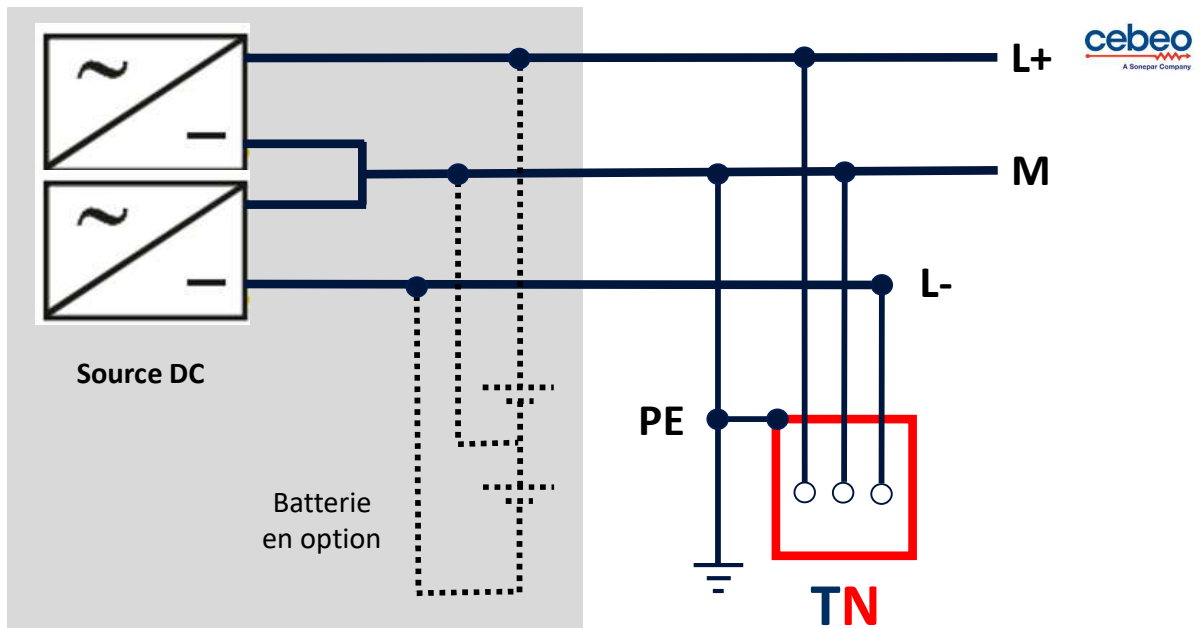 L+
cebeo
A Sonepar Company
M
L-
Source DC
PE
Batterie
en option
TN